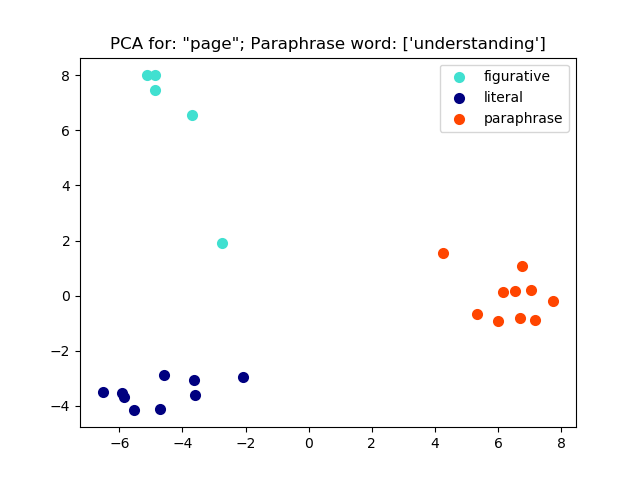 PCA for: "page"; Paraphrase word: ['understanding']
figurative
literal
paraphrase
8
6
4
2
0
−2
−4
−6 −4 −2 0 2 4 6 8